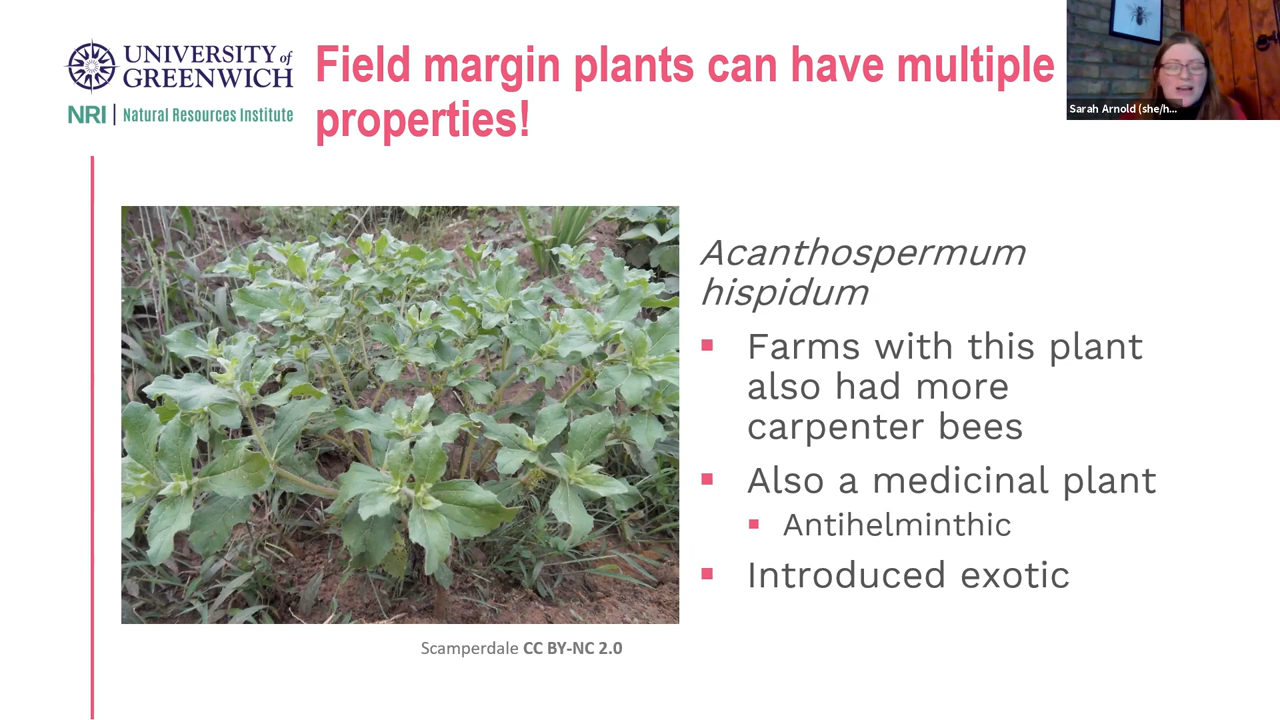 UNIVERSITY of
GREENWICH
NRI | Natural Resources Institute
Field margin plants can have multiple
properties!
Sarah Arnold (she/h...
Acanthospermum
hispidum
Farms with this plant
also had more
carpenter bees
Also a medicinal plant
Antihelminthic
Introduced exotic
Scamperdale CC BY-NC 2.0